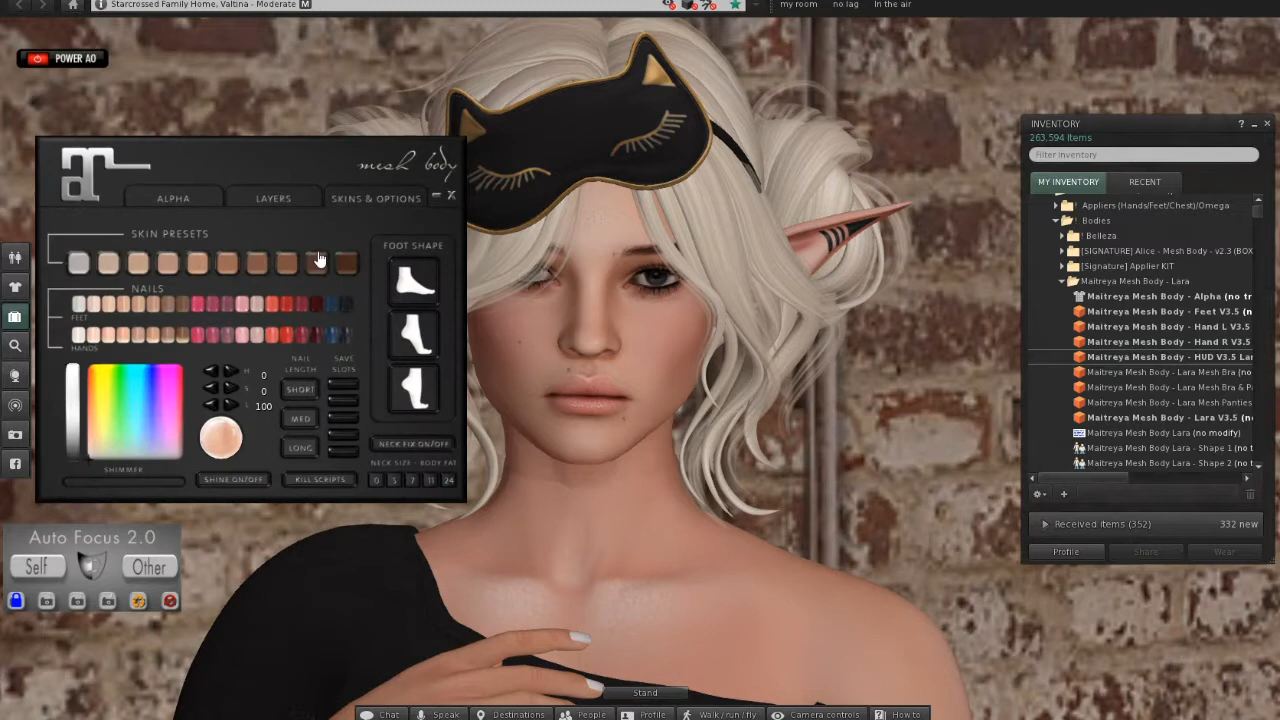 Starcrossed Family Home, Valtina - Moderate M
my room no lag In the air
POWER AO
mesh body
ALPHA LAYERS SKINS & OPTIONS
SKIN PRESETS
NAILS
FEET
HANDS
H 0
0
100
NAIL LENGTH
SHORT
MED
LONG
SAVE SLOTS
SHIMMER
SHINE ON/OFF
KILL SCRIPTS
FOOT SHAPE
NECK FIX ON/OFF
NECK SIZE - BODY FAT
0 5 7 11 24
Auto Focus 2.0
Self Other
INVENTORY
263,594 Items
Filter Inventory
MY INVENTORY RECENT
! Appliers (Hands/Feet/Chest)/Omega
! Bodies
! Belleza
[SIGNATURE] Alice - Mesh Body - v2.3 (BOX
[Signature] Applier KIT
Maitreya Mesh Body - Lara
Maitreya Mesh Body - Alpha (no tr
Maitreya Mesh Body - Feet V3.5 (n
Maitreya Mesh Body - Hand L V3.5
Maitreya Mesh Body - Hand R V3.5
Maitreya Mesh Body - HUD V3.5 Lar
Maitreya Mesh Body - Lara Mesh Bra (no
Maitreya Mesh Body - Lara Mesh Bra & P
Maitreya Mesh Body - Lara Mesh Panties
Maitreya Mesh Body - Lara V3.5 (no
Maitreya Mesh Body Lara (no modify)
Maitreya Mesh Body Lara - Shape 1 (no t
Maitreya Mesh Body Lara - Shape 2 (no t
Received Items (352) 332 new
Profile Share Wear
Stand
Chat Speak Destinations People Profile Walk / run / fly Camera controls How to